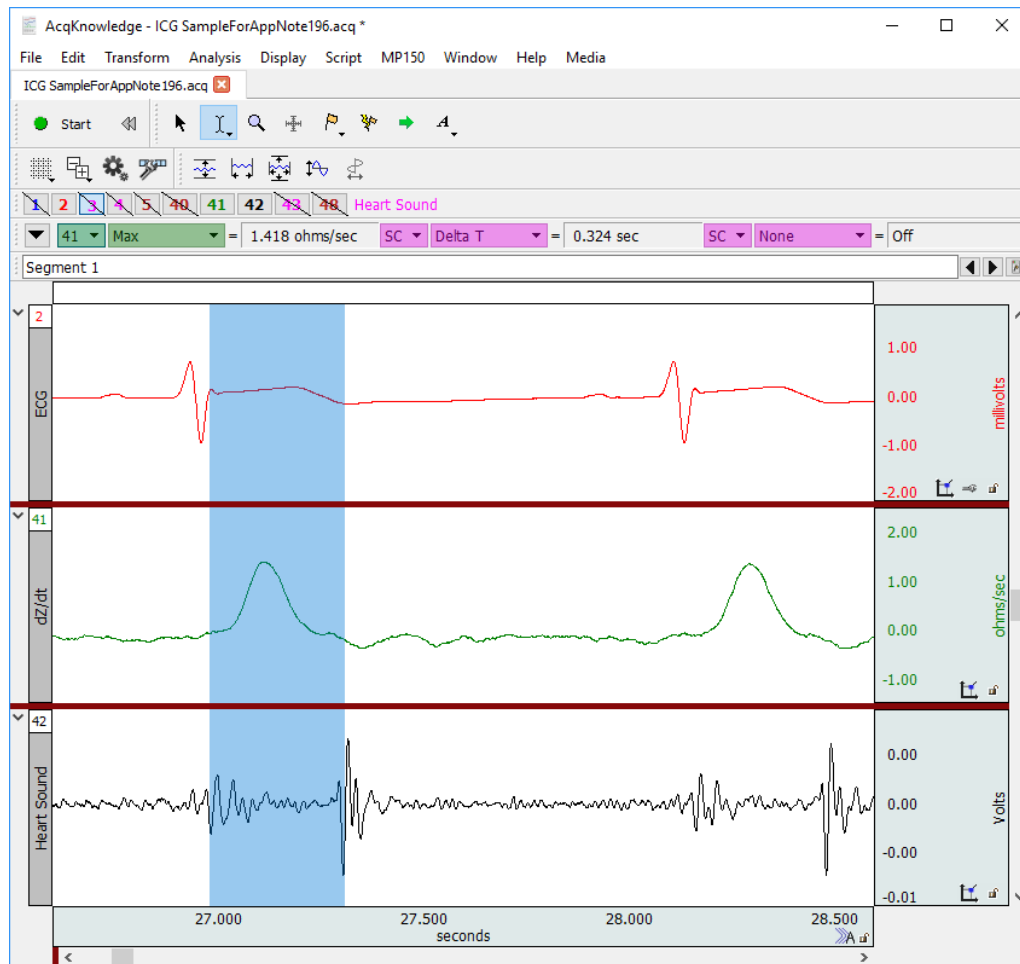 AcqKnowledge - ICG SampleForAppNote196.acq *
File Edit Transform Analysis Display Script MP150 Window Help Media
ICG SampleForAppNote196.acq
Start
1 2 3 4 5 40 41 42 43 48 Heart Sound
41 Max = 1.418 ohms/sec SC Delta T = 0.324 sec SC None = Off
Segment 1
2
ECG
1.00
0.00
-1.00
-2.00
millivolts
41
dZ/dt
2.00
1.00
0.00
-1.00
ohms/sec
42
Heart Sound
0.00
0.00
-0.00
-0.01
Volts
27.000 27.500 28.000 28.500
seconds